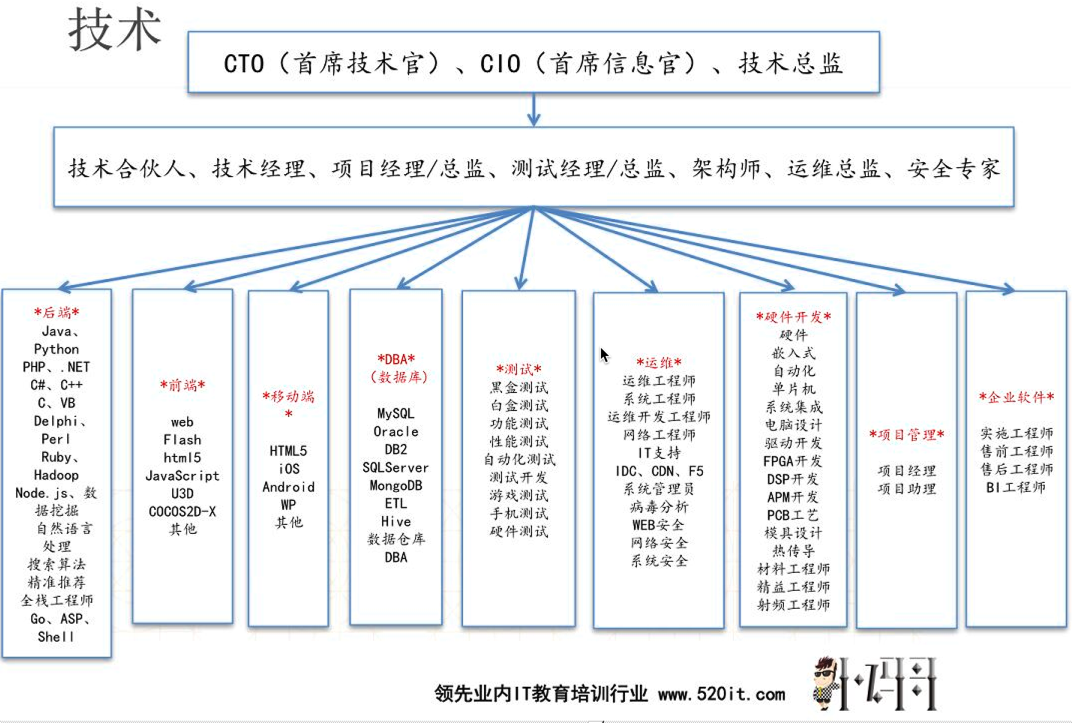 技术
CTO（首席技术官）、CIO（首席信息官）、技术总监
技术合伙人、技术经理、项目经理/总监、测试经理/总监、架构师、运维总监、安全专家
*后端*
Java、
Python
PHP、.NET
C#、C++
C、VB
Delphi、
Perl
Ruby、
Hadoop
Node.js、数
据挖掘
自然语言
处理
搜索算法
精准推荐
全栈工程师
Go、ASP、
Shell
*前端*
web
Flash
html5
JavaScript
U3D
COCOS2D-X
其他
*移动端
*
HTML5
iOS
Android
WP
其他
*DBA*
（数据库）
MySQL
Oracle
DB2
SQLServer
MongoDB
ETL
Hive
数据仓库
DBA
*测试*
黑盒测试
白盒测试
功能测试
性能测试
自动化测试
测试开发
游戏测试
手机测试
硬件测试
*运维*
运维工程师
系统工程师
运维开发工程师
网络工程师
IT支持
IDC、CDN、F5
系统管理员
病毒分析
WEB安全
网络安全
系统安全
*硬件开发*
硬件
嵌入式
自动化
单片机
系统集成
电脑设计
驱动开发
FPGA开发
DSP开发
APM开发
PCB工艺
模具设计
热传导
材料工程师
精益工程师
射频工程师
*项目管理*
项目经理
项目助理
*企业软件*
实施工程师
售前工程师
售后工程师
BI工程师
领先业内IT教育培训行业 www.520it.com
小码哥